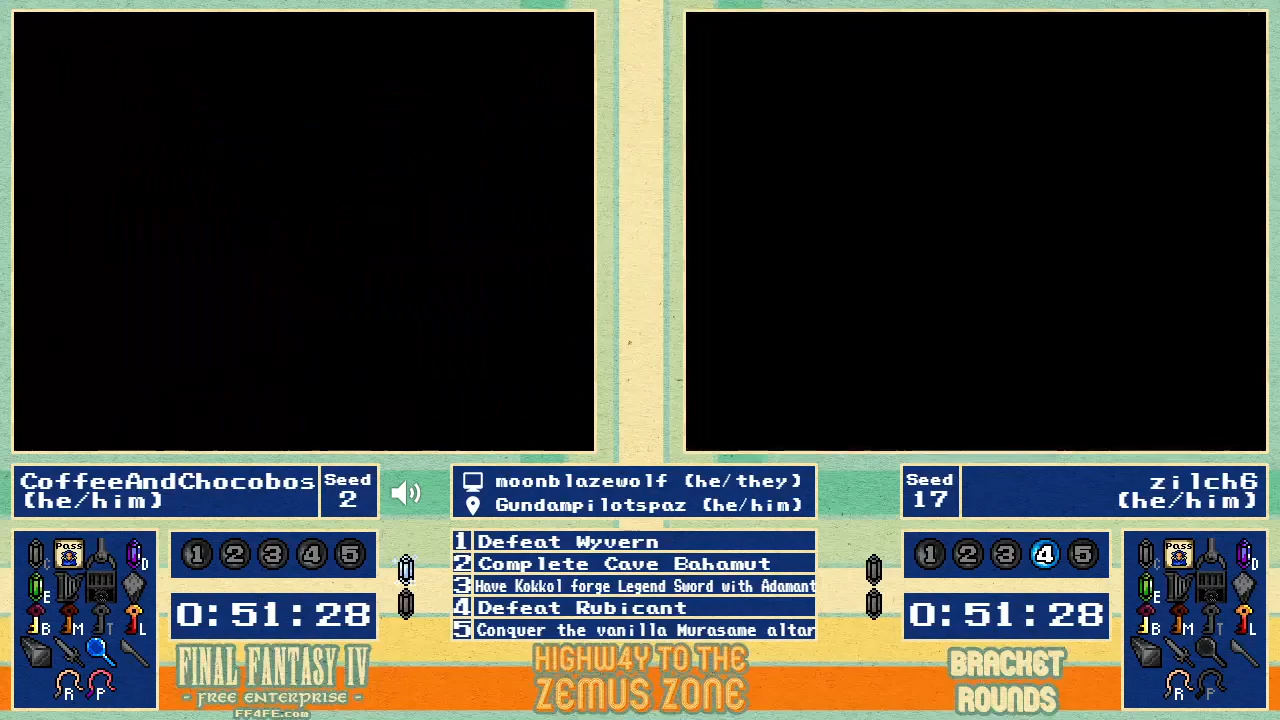 CoffeeAndChocobos
(he/him)
Seed
2
moonblazewolf (he/they)
Gundampilotspaz (he/him)
Seed
17
zilch6
(he/him)
C PASS D
E
B M T L
R P
1 2 3 4 5
0:51:28
1 Defeat Wyvern
2 Complete Cave Bahamut
3 Have Kokkol forge Legend Sword with Adamant
4 Defeat Rubicant
5 Conquer the vanilla Murasame altar
1 2 3 4 5
0:51:28
C PASS D
E
B M T L
R P
FINAL FANTASY IV
- FREE ENTERPRISE -
FF4FE.com
HIGHW4Y TO THE
ZEMUS ZONE
BRACKET
ROUNDS